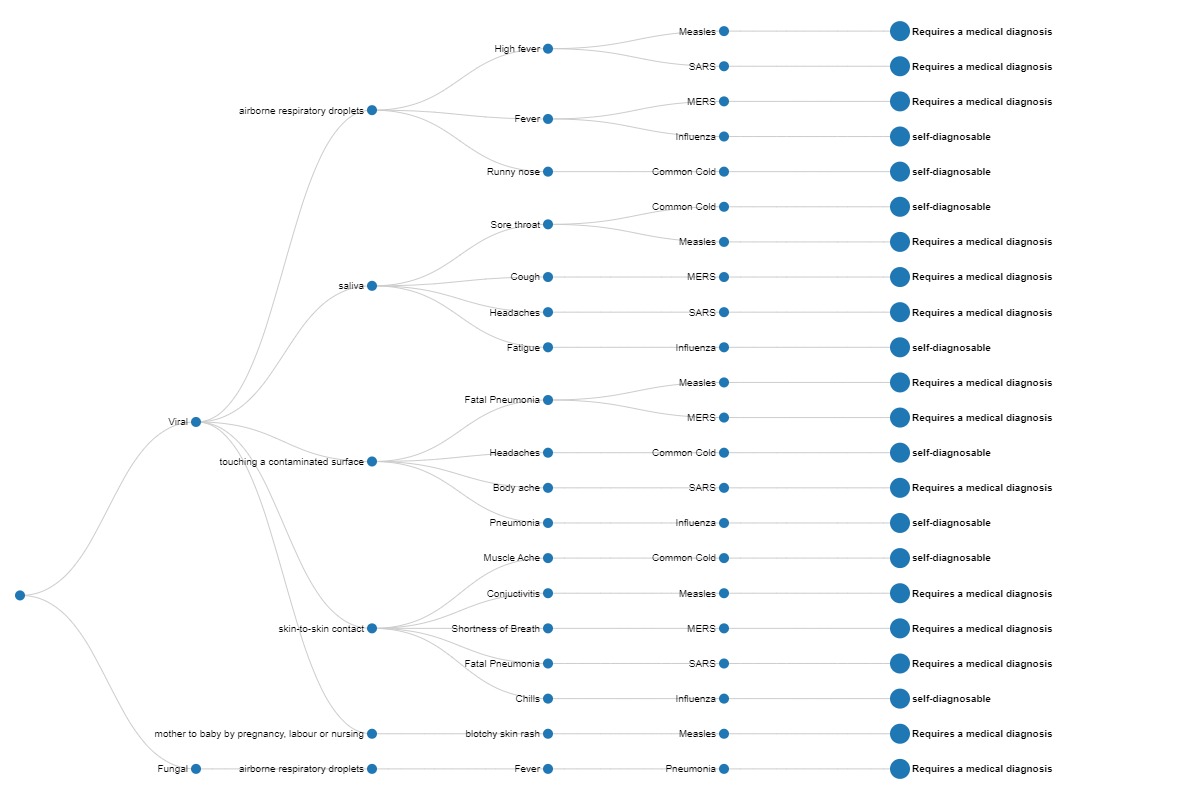 Measles Requires a medical diagnosis
High fever
SARS Requires a medical diagnosis
MERS Requires a medical diagnosis
airborne respiratory droplets
Fever
Influenza self-diagnosable
Runny nose Common Cold self-diagnosable
Common Cold self-diagnosable
Sore throat
Measles Requires a medical diagnosis
Cough MERS Requires a medical diagnosis
saliva
Headaches SARS Requires a medical diagnosis
Fatigue Influenza self-diagnosable
Measles Requires a medical diagnosis
Fatal Pneumonia
MERS Requires a medical diagnosis
Viral
Headaches Common Cold self-diagnosable
touching a contaminated surface
Body ache SARS Requires a medical diagnosis
Pneumonia Influenza self-diagnosable
Muscle Ache Common Cold self-diagnosable
Conjuctivitis Measles Requires a medical diagnosis
skin-to-skin contact Shortness of Breath MERS Requires a medical diagnosis
Fatal Pneumonia SARS Requires a medical diagnosis
Chills Influenza self-diagnosable
mother to baby by pregnancy, labour or nursing blotchy skin rash Measles Requires a medical diagnosis
Fungal airborne respiratory droplets Fever Pneumonia Requires a medical diagnosis